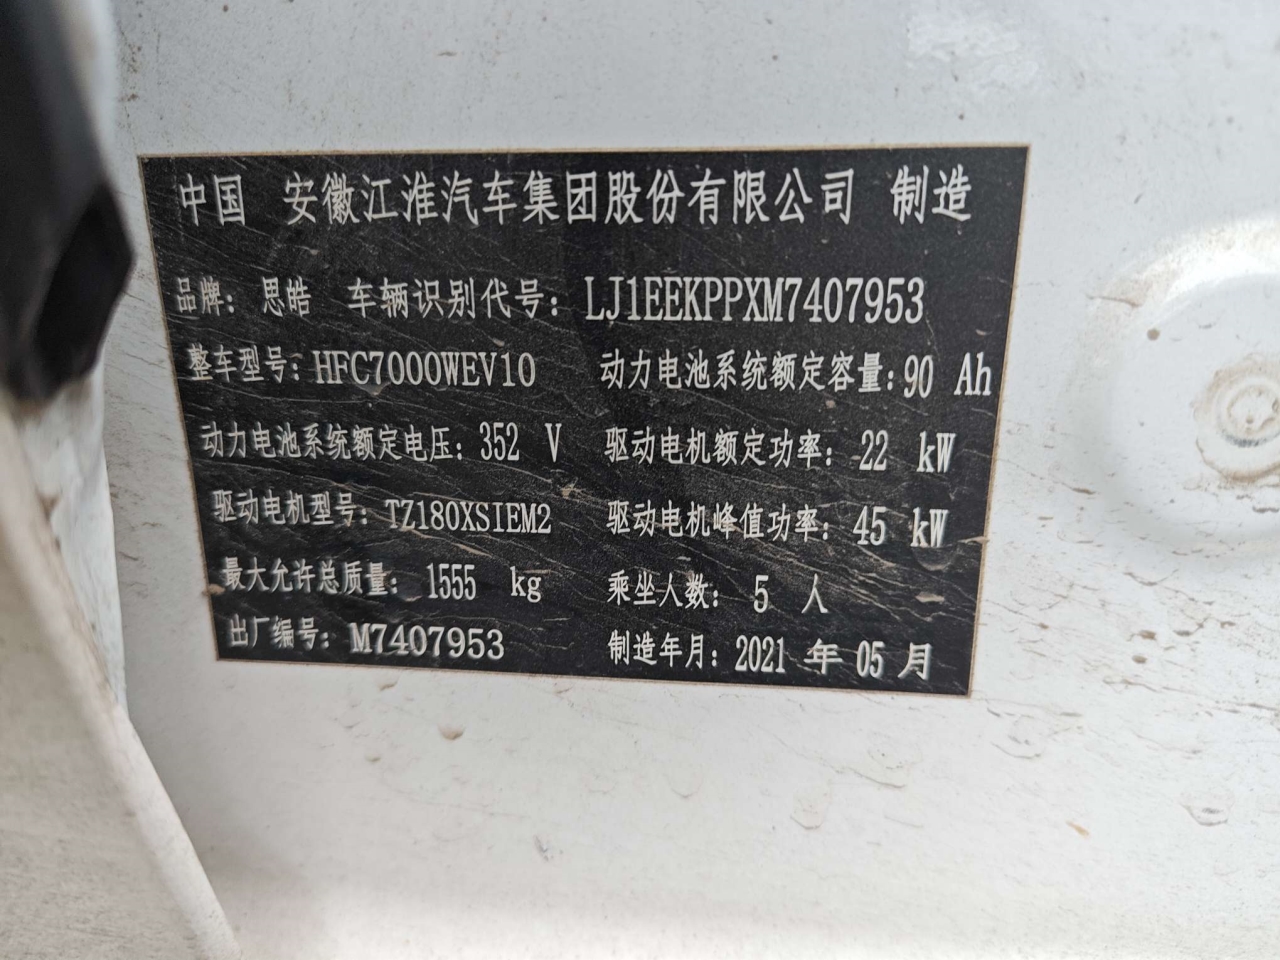 中国 安徽江淮汽车集团股份有限公司 制造
品牌: 思皓 车辆识别代号: LJ1EEKPPXM7407953
整车型号: HFC7000WEV10 动力电池系统额定容量: 90 Ah
动力电池系统额定电压: 352 V 驱动电机额定功率: 22 kW
驱动电机型号: TZ180XSIEM2 驱动电机峰值功率: 45 kW
最大允许总质量: 1555 kg 乘坐人数: 5 人
出厂编号: M7407953 制造年月: 2021 年 05 月